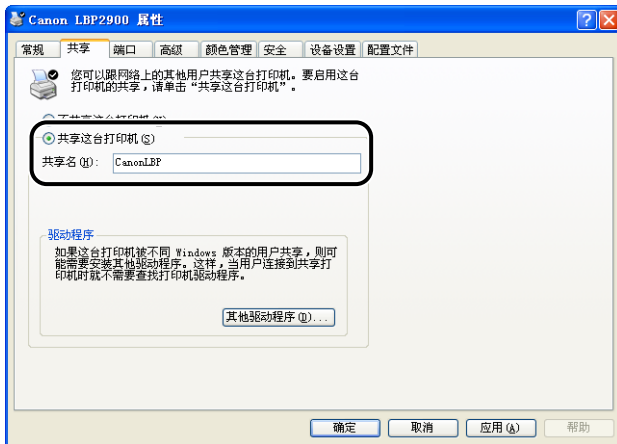 Canon LBP2900 属性
常规 共享 端口 高级 颜色管理 安全 设备设置 配置文件
您可以跟网络上的其他用户共享这台打印机。要启用这台
打印机的共享，请单击“共享这台打印机”。
共享这台打印机(S)
共享名(H): CanonLBP
驱动程序
如果这台打印机被不同 Windows 版本的用户共享，则可
能需要安装其他驱动程序。这样，当用户连接到共享打
印机时就不需要查找打印机驱动程序。
其他驱动程序(D)...
确定 取消 应用(A) 帮助